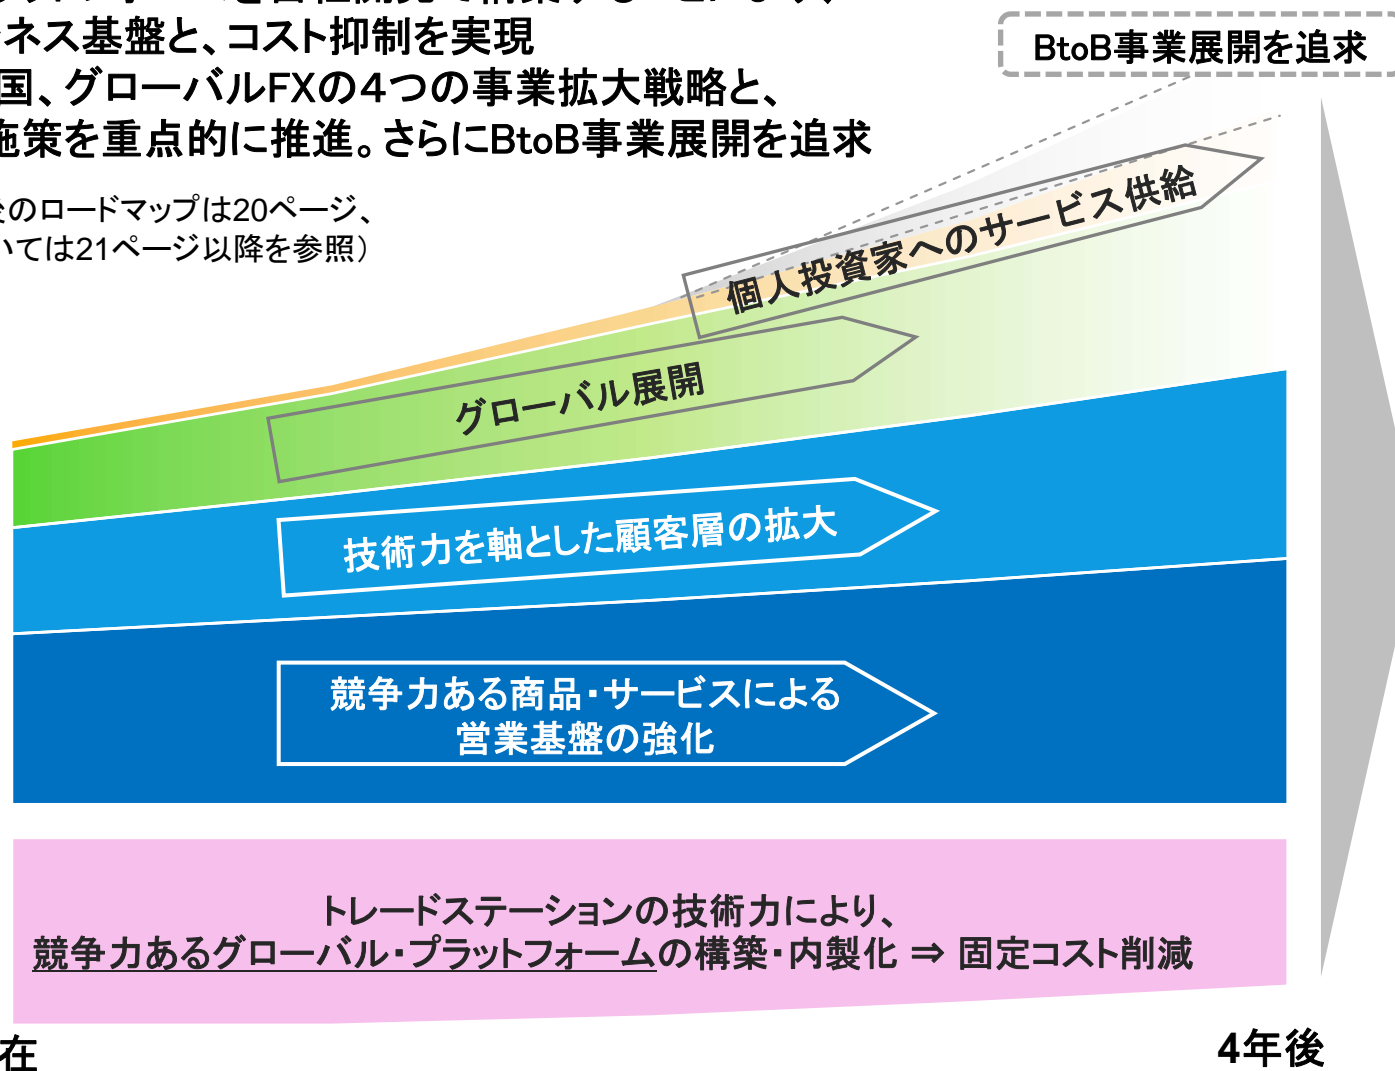 ネス基盤と、コスト抑制を実現
国、グローバルFXの4つの事業拡大戦略と、
施策を重点的に推進。さらにBtoB事業展開を追求
後のロードマップは20ページ、
いては21ページ以降を参照）
BtoB事業展開を追求
個人投資家へのサービス供給
グローバル展開
技術力を軸とした顧客層の拡大
競争力ある商品・サービスによる
営業基盤の強化
トレードステーションの技術力により、
競争力あるグローバル・プラットフォームの構築・内製化 ⇒ 固定コスト削減
在
4年後